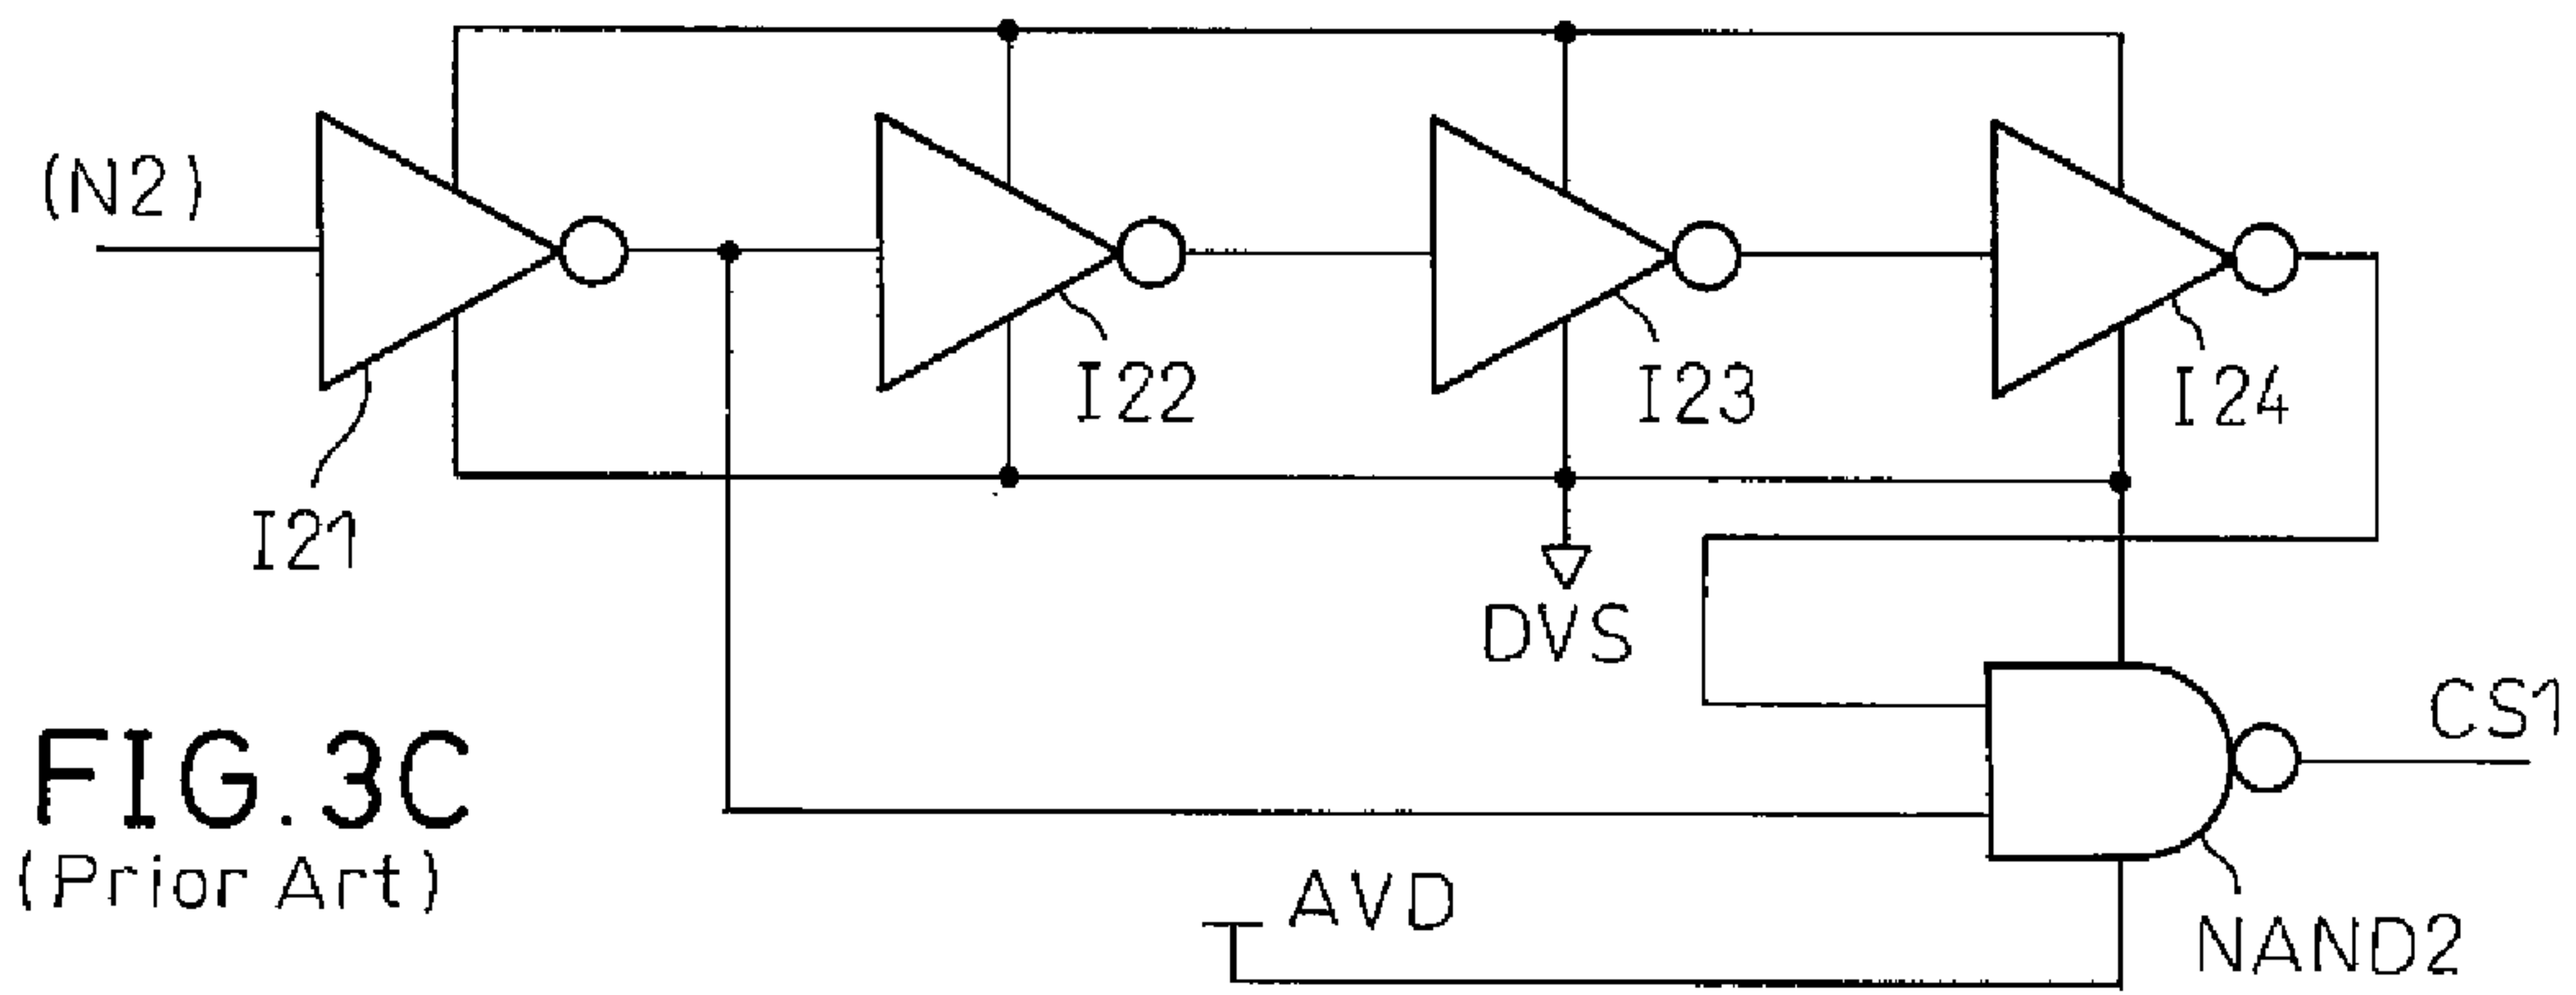 (N2)
I21
I22
I23
I24
DVS
CS1
FIG.3C
(Prior Art)
AVD
NAND2